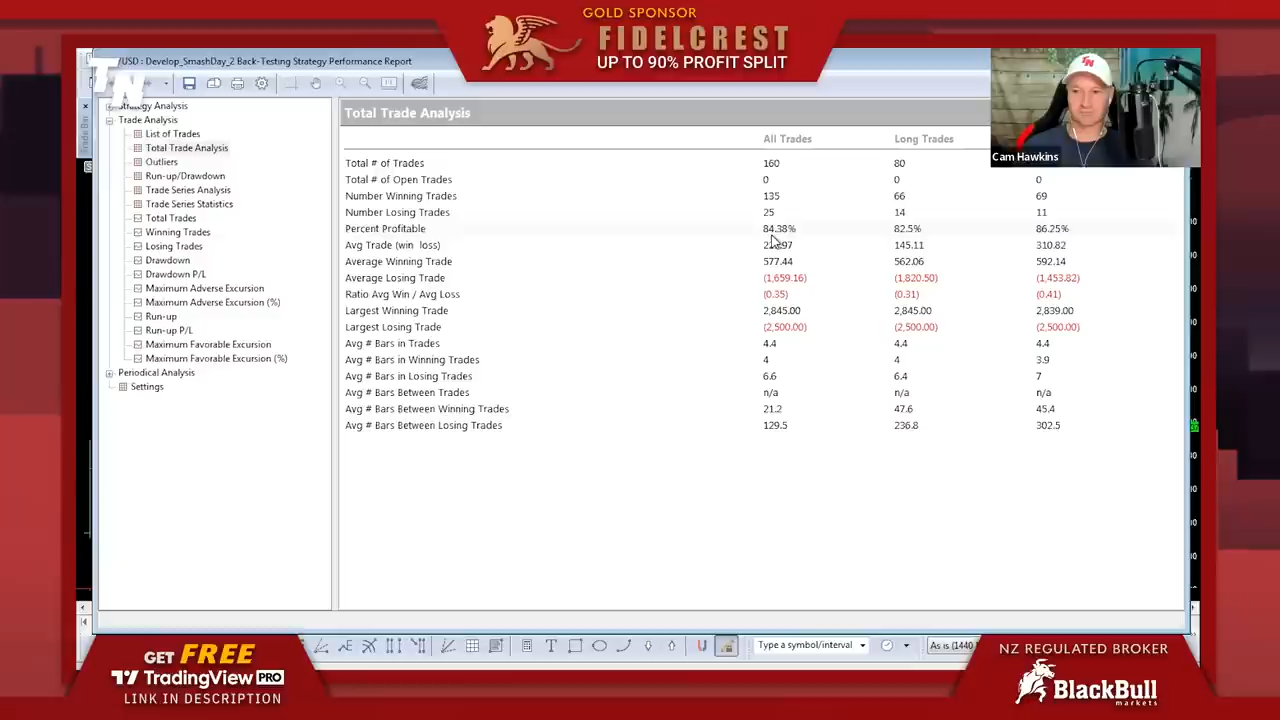 GOLD SPONSOR
FIDELCREST
UP TO 90% PROFIT SPLIT
/USD : Develop_SmashDay_2 Back-Testing Strategy Performance Report
TN
Strategy Analysis
Trade Analysis
List of Trades
Total Trade Analysis
Outliers
Run-up/Drawdown
Trade Series Analysis
Trade Series Statistics
Total Trades
Winning Trades
Losing Trades
Drawdown
Drawdown P/L
Maximum Adverse Excursion
Maximum Adverse Excursion (%)
Run-up
Run-up P/L
Maximum Favorable Excursion
Maximum Favorable Excursion (%)
Periodical Analysis
Settings
Total Trade Analysis
All Trades Long Trades
Total # of Trades 160 80
Total # of Open Trades 0 0 0
Number Winning Trades 135 66 69
Number Losing Trades 25 14 11
Percent Profitable 84.38% 82.5% 86.25%
Avg Trade (win loss) 145.11 310.82
Average Winning Trade 577.44 562.06 592.14
Average Losing Trade (1,659.16) (1,820.50) (1,453.82)
Ratio Avg Win / Avg Loss (0.35) (0.31) (0.41)
Largest Winning Trade 2,845.00 2,845.00 2,839.00
Largest Losing Trade (2,500.00) (2,500.00) (2,500.00)
Avg # Bars in Trades 4.4 4.4 4.4
Avg # Bars in Winning Trades 4 4 3.9
Avg # Bars in Losing Trades 6.6 6.4 7
Avg # Bars Between Trades n/a n/a n/a
Avg # Bars Between Winning Trades 21.2 47.6 45.4
Avg # Bars Between Losing Trades 129.5 236.8 302.5
Cam Hawkins
Type a symbol/interval
As is (1440
GET FREE
TradingView PRO
LINK IN DESCRIPTION
NZ REGULATED BROKER
BlackBull
markets